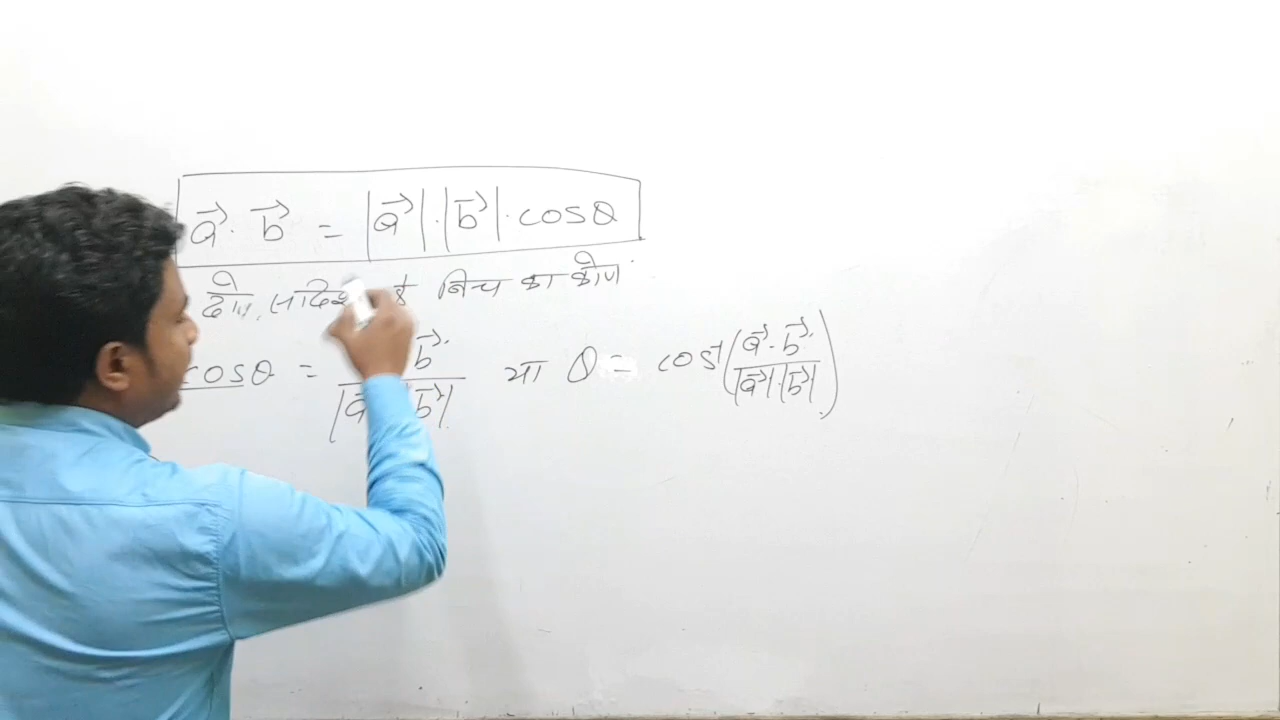 a⃗ · b⃗ = |a⃗| · |b⃗| · cosθ
दो सदिशों के बिच का कोण
cosθ = b⃗ / |a⃗| |b⃗| या θ = cos⁻¹(a⃗ · b⃗ / |a⃗| · |b⃗|)